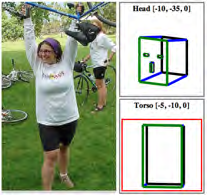 Head [-10, -35, 0]
Torso [-5, -10, 0]